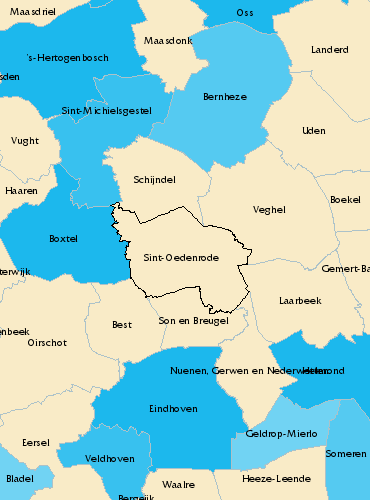 Maasdriel
Oss
Maasdonk
Landerd
's-Hertogenbosch
sden
Bernheze
Sint-Michielsgestel
Uden
Vught
Schijndel
Haaren
Boekel
Veghel
Boxtel
Sint-Oedenrode
terwijk
Gemert-Ba
Laarbeek
Best
Son en Breugel
enbeek
Oirschot
Nuenen, Gerwen en Nederwetten
Helmond
Eindhoven
Geldrop-Mierlo
Eersel
Someren
Veldhoven
Bladel
Heeze-Leende
Waalre
Bergeijk